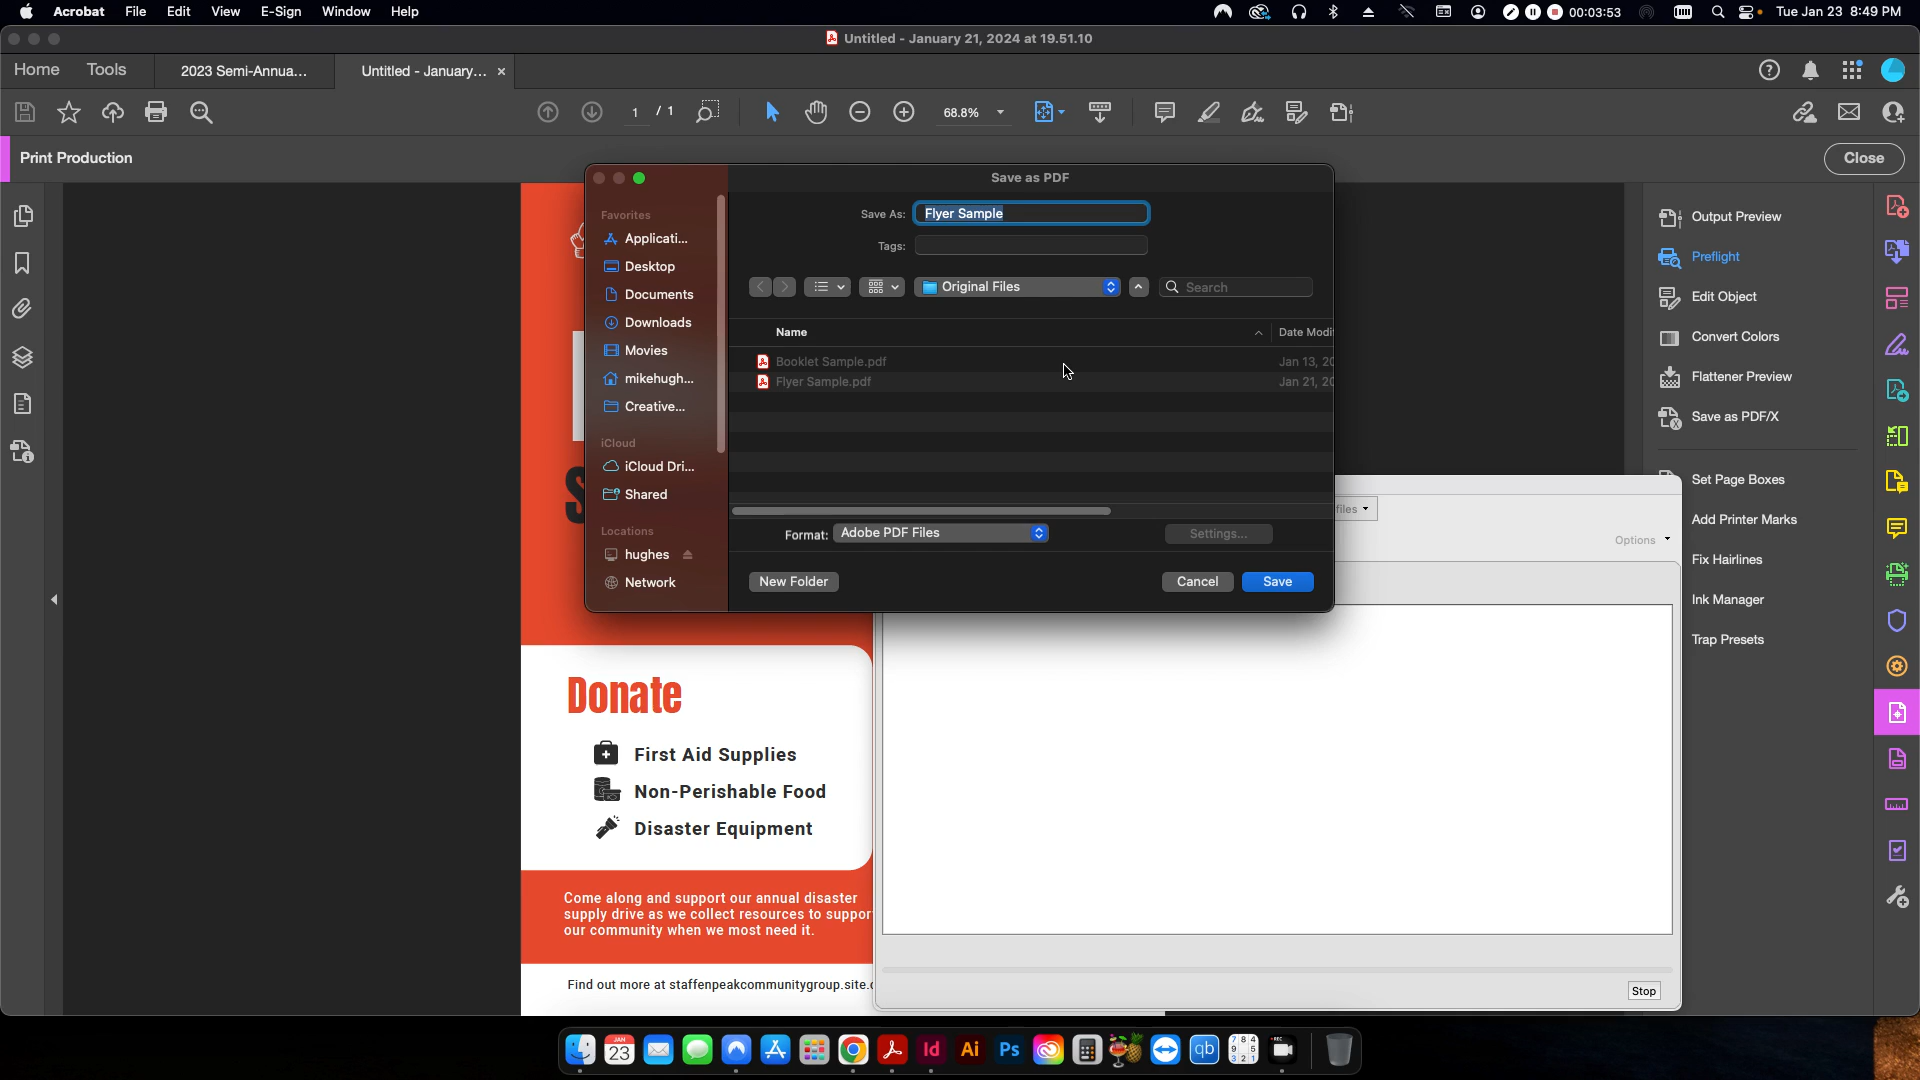 Acrobat File Edit View E-Sign Window Help 00:03:53 Tue Jan 23 8:49 PM
Untitled - January 21, 2024 at 19.51.10
Home Tools 2023 Semi-Annua... Untitled - January... ×
1 / 1 68.8%
Print Production Close
Save as PDF
Save As: Flyer Sample
Tags:
Original Files Search
Favorites
Applicati...
Desktop
Documents
Downloads
Movies
mikehugh...
Creative...
iCloud
iCloud Dri...
Shared
Locations
hughes
Network
Name Date Modi
Booklet Sample.pdf Jan 13, 20
Flyer Sample.pdf Jan 21, 20
Format: Adobe PDF Files Settings...
New Folder Cancel Save
Output Preview
Preflight
Edit Object
Convert Colors
Flattener Preview
Save as PDF/X
Set Page Boxes
Add Printer Marks
Fix Hairlines
Ink Manager
Trap Presets
files
Options
Stop
Donate
First Aid Supplies
Non-Perishable Food
Disaster Equipment
Come along and support our annual disaster
supply drive as we collect resources to suppor
our community when we most need it.
Find out more at staffenpeakcommunitygroup.site.
JAN
23
Id Ai Ps qb